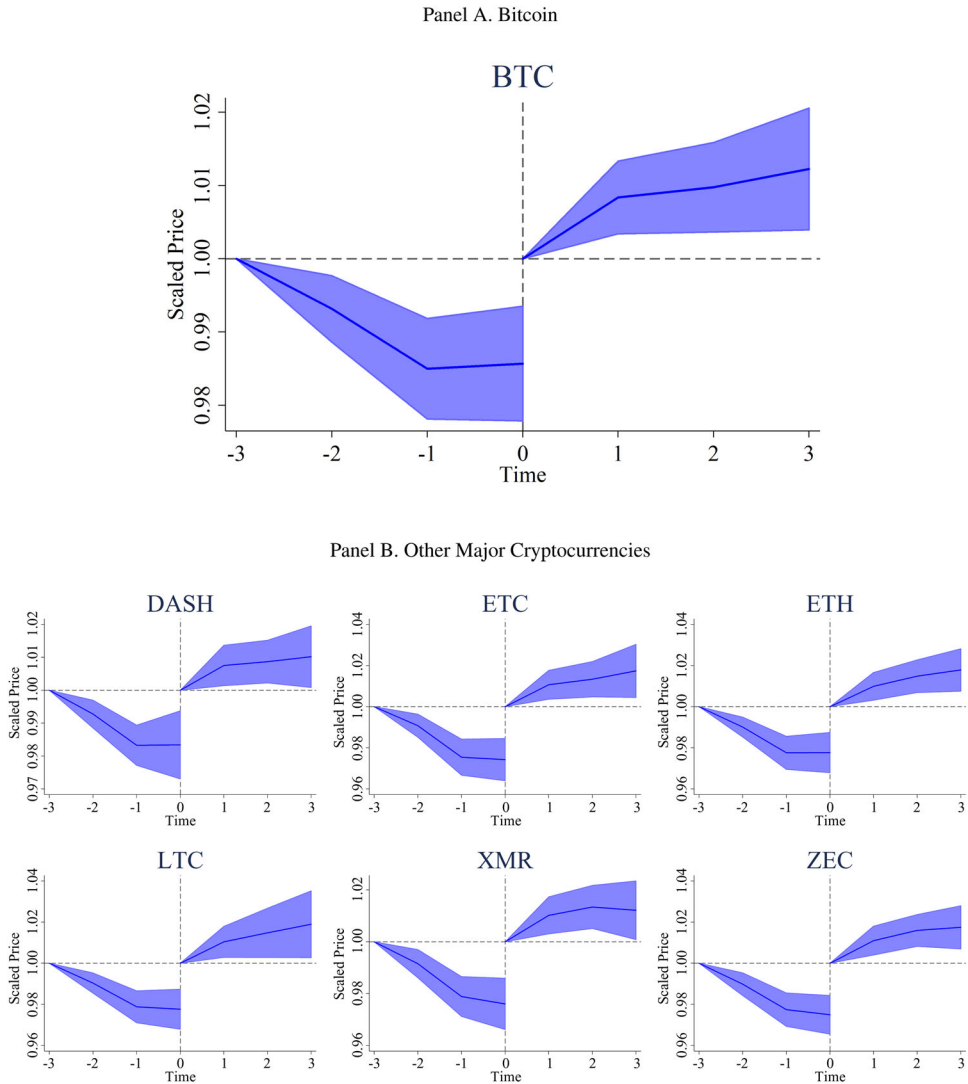 Panel A. Bitcoin
BTC
Scaled Price
1.02
1.01
1.00
0.99
0.98
-3 -2 -1 0 1 2 3
Time
Panel B. Other Major Cryptocurrencies
DASH
Scaled Price
1.02
1.01
1.00
0.99
0.98
0.97
-3 -2 -1 0 1 2 3
Time
ETC
Scaled Price
1.04
1.02
1.00
0.98
0.96
-3 -2 -1 0 1 2 3
Time
ETH
Scaled Price
1.04
1.02
1.00
0.98
0.96
-3 -2 -1 0 1 2 3
Time
LTC
Scaled Price
1.04
1.02
1.00
0.98
0.96
-3 -2 -1 0 1 2 3
Time
XMR
Scaled Price
1.02
1.00
0.98
0.96
-3 -2 -1 0 1 2 3
Time
ZEC
Scaled Price
1.04
1.02
1.00
0.98
0.96
-3 -2 -1 0 1 2 3
Time